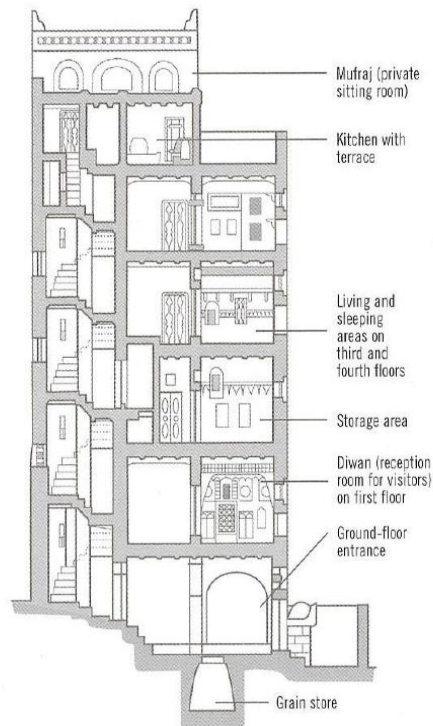 Mufraj (private
sitting room)
Kitchen with
terrace
Living and
sleeping
areas on
third and
fourth floors
Storage area
Diwan (reception
room for visitors)
on first floor
Ground-floor
entrance
Grain store